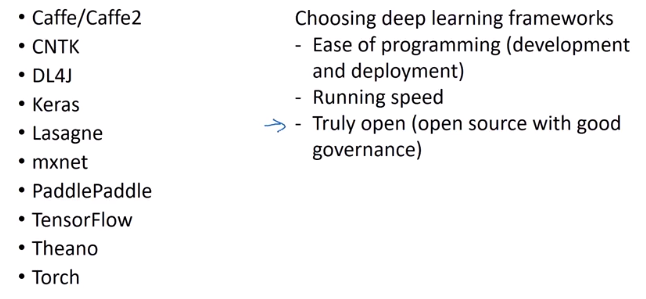 • Caffe/Caffe2
• CNTK
• DL4J
• Keras
• Lasagne
• mxnet
• PaddlePaddle
• TensorFlow
• Theano
• Torch
Choosing deep learning frameworks
- Ease of programming (development
and deployment)
- Running speed
- Truly open (open source with good
governance)